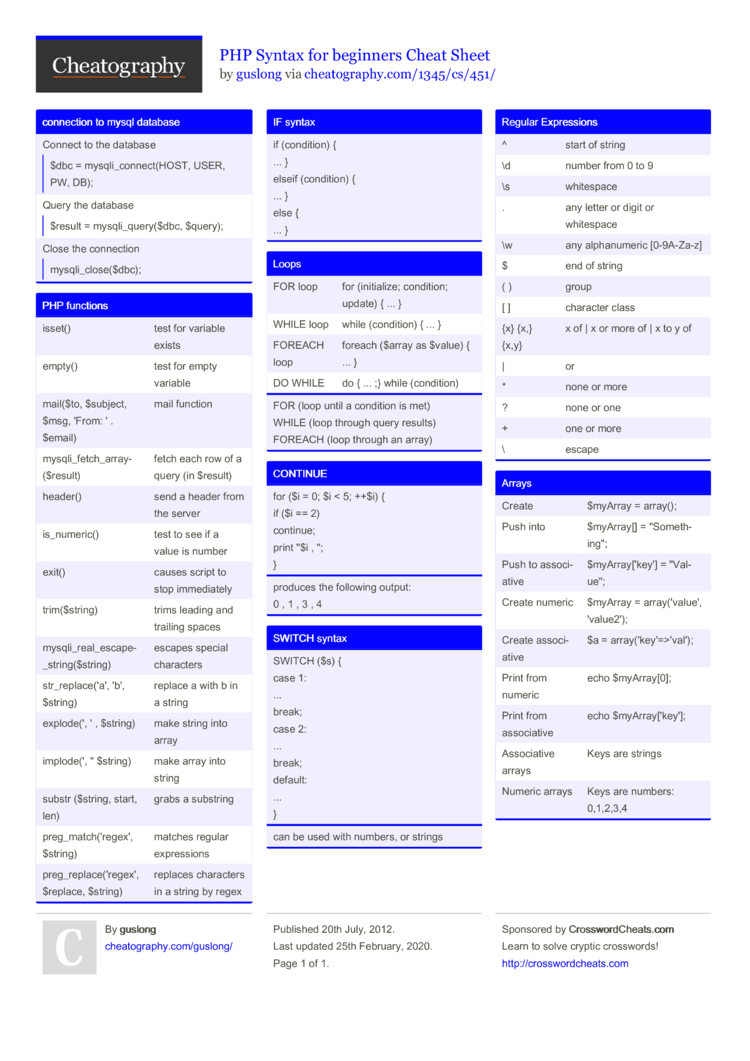 Cheatography
PHP Syntax for beginners Cheat Sheet
by guslong via cheatography.com/1345/cs/451/
connection to mysql database
Connect to the database
$dbc = mysqli_connect(HOST, USER,
PW, DB);
Query the database
$result = mysqli_query($dbc, $query);
Close the connection
mysqli_close($dbc);
PHP functions
isset() test for variable
exists
empty() test for empty
variable
mail($to, $subject, mail function
$msg, 'From: ' .
$email)
mysqli_fetch_array- fetch each row of a
($result) query (in $result)
header() send a header from
the server
is_numeric() test to see if a
value is number
exit() causes script to
stop immediately
trim($string) trims leading and
trailing spaces
mysqli_real_escape- escapes special
_string($string) characters
str_replace('a', 'b', replace a with b in
$string) a string
explode(', ' , $string) make string into
array
implode(', " $string) make array into
string
substr ($string, start, grabs a substring
len)
preg_match('regex', matches regular
$string) expressions
preg_replace('regex', replaces characters
$replace, $string) in a string by regex
IF syntax
if (condition) {
... }
elseif (condition) {
... }
else {
... }
Loops
FOR loop for (initialize; condition;
update) { ... }
WHILE loop while (condition) { ... }
FOREACH foreach ($array as $value) {
loop ... }
DO WHILE do { ... ;} while (condition)
FOR (loop until a condition is met)
WHILE (loop through query results)
FOREACH (loop through an array)
CONTINUE
for ($i = 0; $i < 5; ++$i) {
if ($i == 2)
continue;
print "$i , ";
}
produces the following output:
0 , 1 , 3 , 4
SWITCH syntax
SWITCH ($s) {
case 1:
...
break;
case 2:
...
break;
default:
...
}
can be used with numbers, or strings
Regular Expressions
^ start of string
\d number from 0 to 9
\s whitespace
. any letter or digit or
whitespace
\w any alphanumeric [0-9A-Za-z]
$ end of string
( ) group
[ ] character class
{x} {x,} x of | x or more of | x to y of
{x,y}
| or
* none or more
? none or one
+ one or more
\ escape
Arrays
Create $myArray = array();
Push into $myArray[] = "Someth-
ing";
Push to associ- $myArray['key'] = "Val-
ative ue";
Create numeric $myArray = array('value',
'value2');
Create associ- $a = array('key'=>'val');
ative
Print from echo $myArray[0];
numeric
Print from echo $myArray['key'];
associative
Associative Keys are strings
arrays
Numeric arrays Keys are numbers:
0,1,2,3,4
C
By guslong
cheatography.com/guslong/
Published 20th July, 2012.
Last updated 25th February, 2020.
Page 1 of 1.
Sponsored by CrosswordCheats.com
Learn to solve cryptic crosswords!
http://crosswordcheats.com